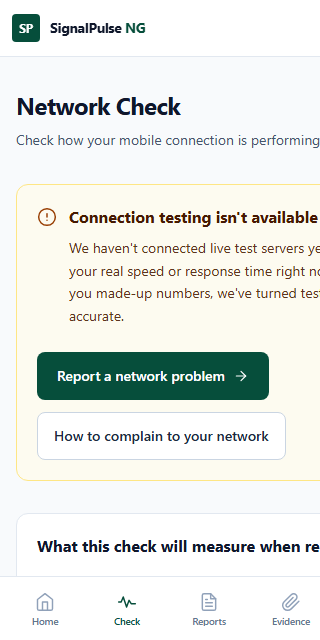 SP SignalPulse NG
Network Check
Check how your mobile connection is performing
Connection testing isn't available
We haven't connected live test servers ye
your real speed or response time right no
you made-up numbers, we've turned test
accurate.
Report a network problem →
How to complain to your network
What this check will measure when re
Home Check Reports Evidence